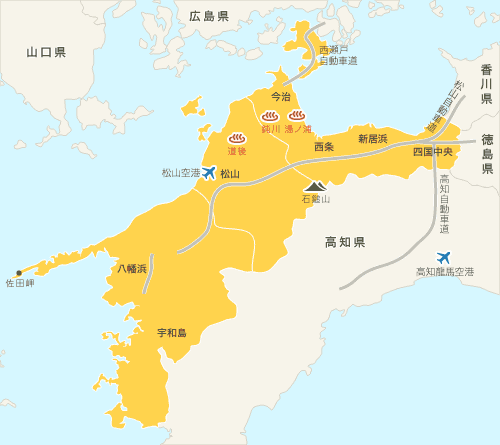 広島県
山口県
西瀬戸
自動車道
今治
香川県
松山自動車道
鈍川
湯ノ浦
道後
西条
新居浜
四国中央
徳島県
松山空港
松山
石鎚山
高知自動車道
高知県
八幡浜
佐田岬
高知龍馬空港
宇和島